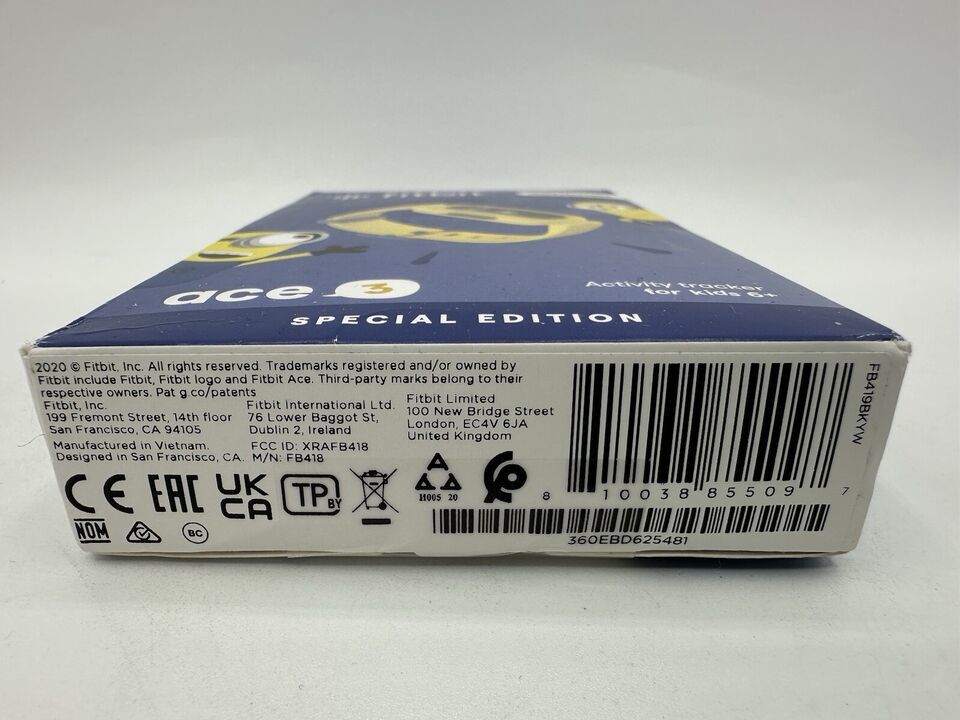 fitbit
ace 3
Activity tracker
for kids 6+
SPECIAL EDITION
2020 © Fitbit, Inc. All rights reserved. Trademarks registered and/or owned by
Fitbit include Fitbit, Fitbit logo and Fitbit Ace. Third-party marks belong to their
respective owners. Pat g.co/patents
Fitbit, Inc.
199 Fremont Street, 14th floor
San Francisco, CA 94105
Fitbit International Ltd.
76 Lower Baggot St,
Dublin 2, Ireland
Fitbit Limited
100 New Bridge Street
London, EC4V 6JA
United Kingdom
Manufactured in Vietnam.
Designed in San Francisco, CA.
FCC ID: XRAFB418
M/N: FB418
CE EAC UK CA TP BY
И005 20
NOM BC
8 10038 85509 7
360EBD625481
FB419BKYW